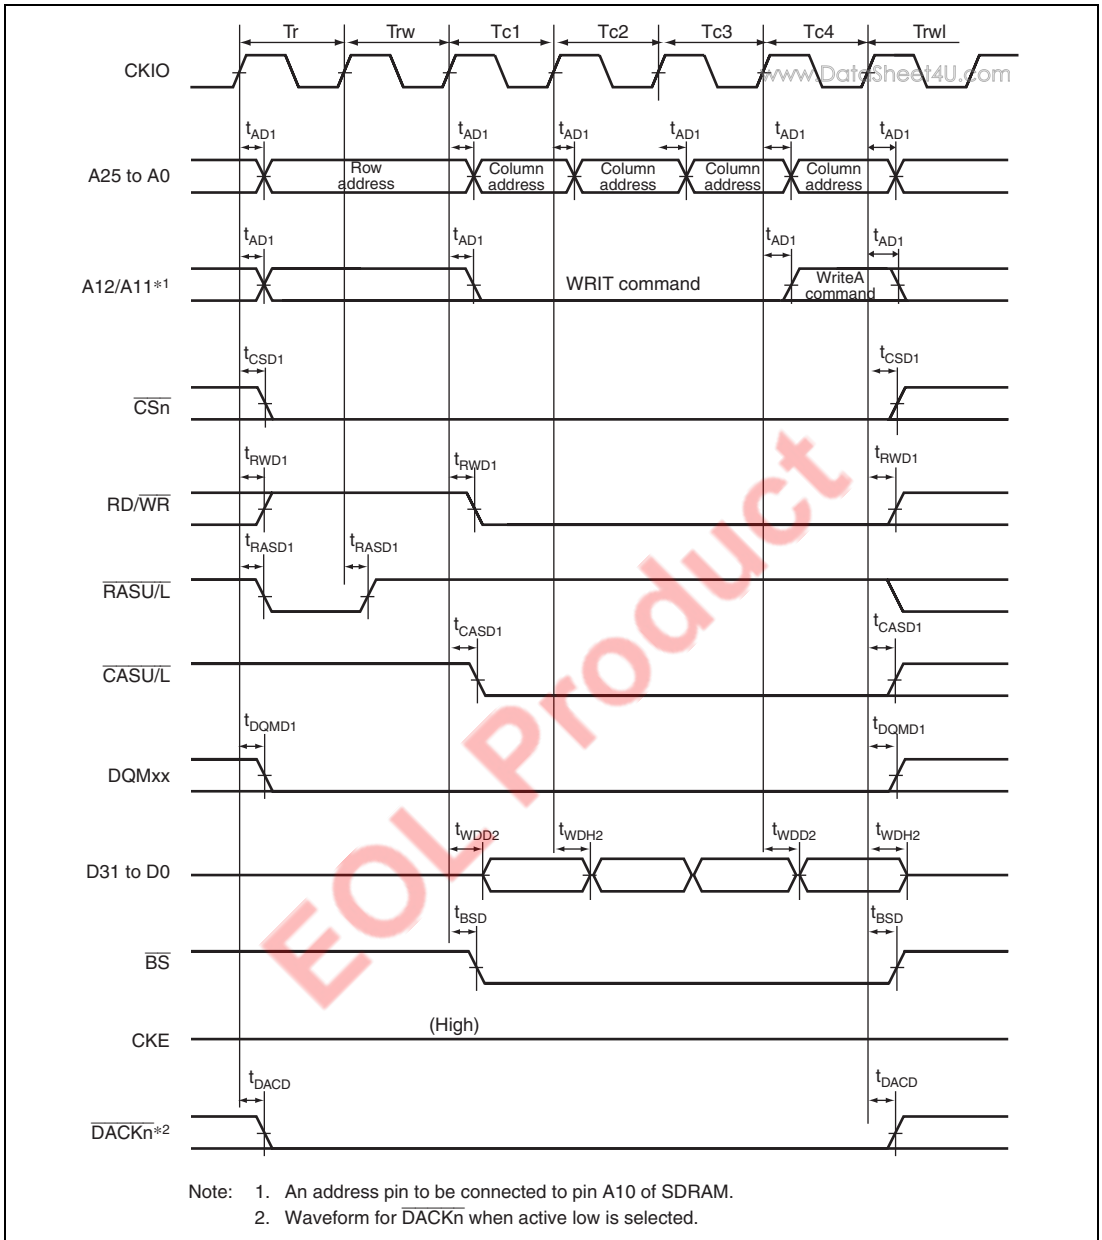 Tr Trw Tc1 Tc2 Tc3 Tc4 Trwl
CKIO
www.DataSheet4U.com
tAD1 tAD1 tAD1 tAD1 tAD1 tAD1
A25 to A0
Row address Column address Column address Column address Column address
tAD1 tAD1 tAD1 tAD1
A12/A11*1
WRIT command
WriteA command
tCSD1 tCSD1
CSn
tRWD1 tRWD1 tRWD1
RD/WR
tRASD1 tRASD1
RASU/L
tCASD1 tCASD1
CASU/L
tDQMD1 tDQMD1
DQMxx
tWDD2 tWDH2 tWDD2 tWDH2
D31 to D0
tBSD tBSD
BS
(High)
CKE
tDACD tDACD
DACKn*2
EOL Product
Note: 1. An address pin to be connected to pin A10 of SDRAM.
2. Waveform for DACKn when active low is selected.